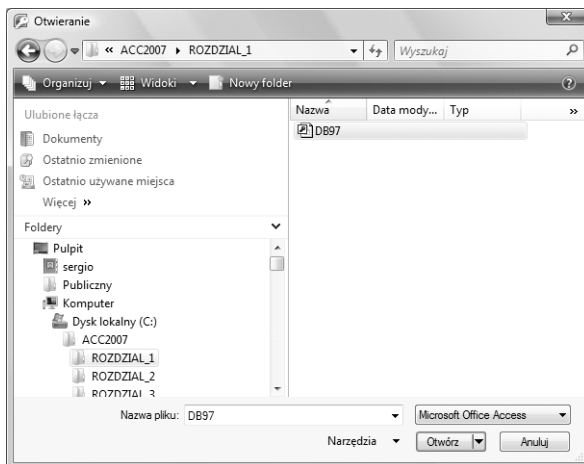 Otwieranie
« ACC2007 ▸ ROZDZIAL_1
Wyszukaj
Organizuj Widoki Nowy folder
Ulubione łącza
Dokumenty
Ostatnio zmienione
Ostatnio używane miejsca
Więcej »
Foldery
Pulpit
sergio
Publiczny
Komputer
Dysk lokalny (C:)
ACC2007
ROZDZIAL_1
ROZDZIAL_2
ROZDZIAL_3
Nazwa Data mody... Typ »
DB97
Nazwa pliku: DB97 Microsoft Office Access
Narzędzia Otwórz Anuluj